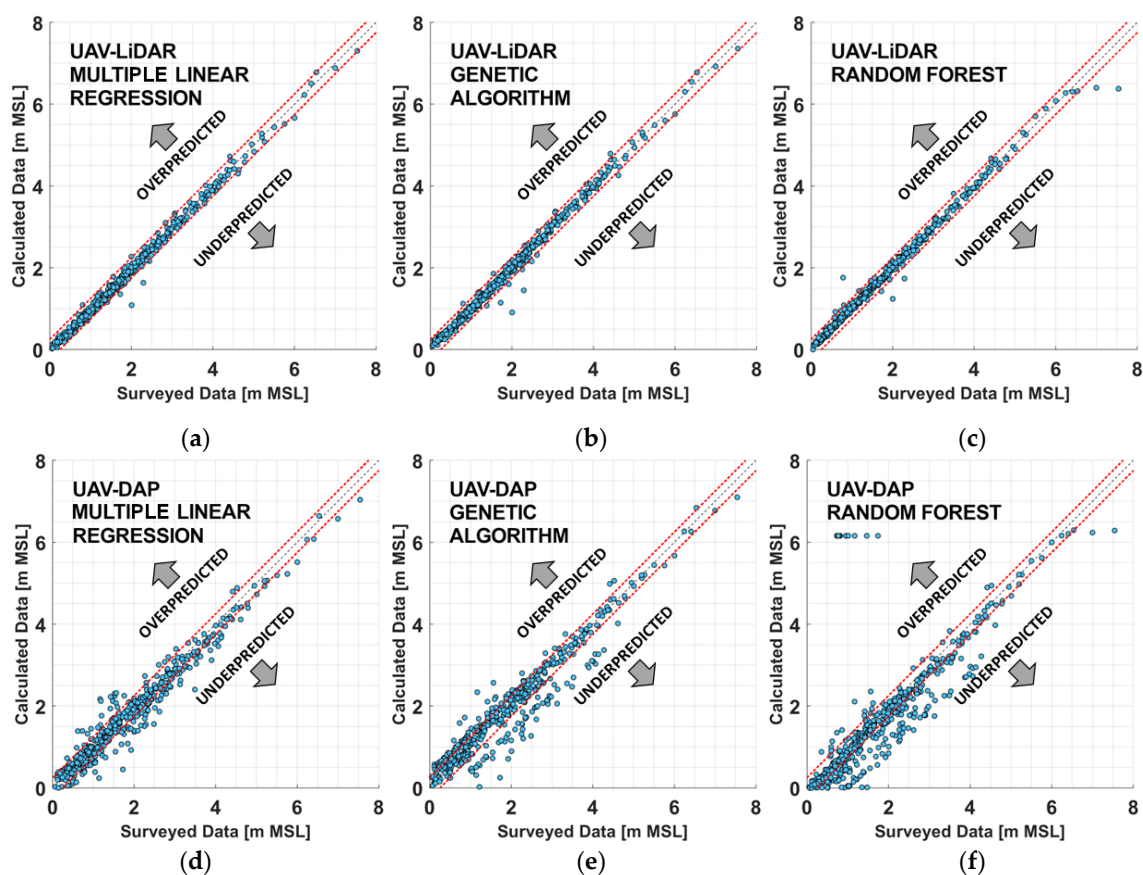 8
6
4
2
0
Calculated Data [m MSL]
UAV-LiDAR
MULTIPLE LINEAR
REGRESSION
OVERPREDICTED
UNDERPREDICTED
0 2 4 6 8
Surveyed Data [m MSL]
(a)
8
6
4
2
0
Calculated Data [m MSL]
UAV-LiDAR
GENETIC
ALGORITHM
OVERPREDICTED
UNDERPREDICTED
0 2 4 6 8
Surveyed Data [m MSL]
(b)
8
6
4
2
0
Calculated Data [m MSL]
UAV-LiDAR
RANDOM FOREST
OVERPREDICTED
UNDERPREDICTED
0 2 4 6 8
Surveyed Data [m MSL]
(c)
8
6
4
2
0
Calculated Data [m MSL]
UAV-DAP
MULTIPLE LINEAR
REGRESSION
OVERPREDICTED
UNDERPREDICTED
0 2 4 6 8
Surveyed Data [m MSL]
(d)
8
6
4
2
0
Calculated Data [m MSL]
UAV-DAP
GENETIC
ALGORITHM
OVERPREDICTED
UNDERPREDICTED
0 2 4 6 8
Surveyed Data [m MSL]
(e)
8
6
4
2
0
Calculated Data [m MSL]
UAV-DAP
RANDOM FOREST
OVERPREDICTED
UNDERPREDICTED
0 2 4 6 8
Surveyed Data [m MSL]
(f)